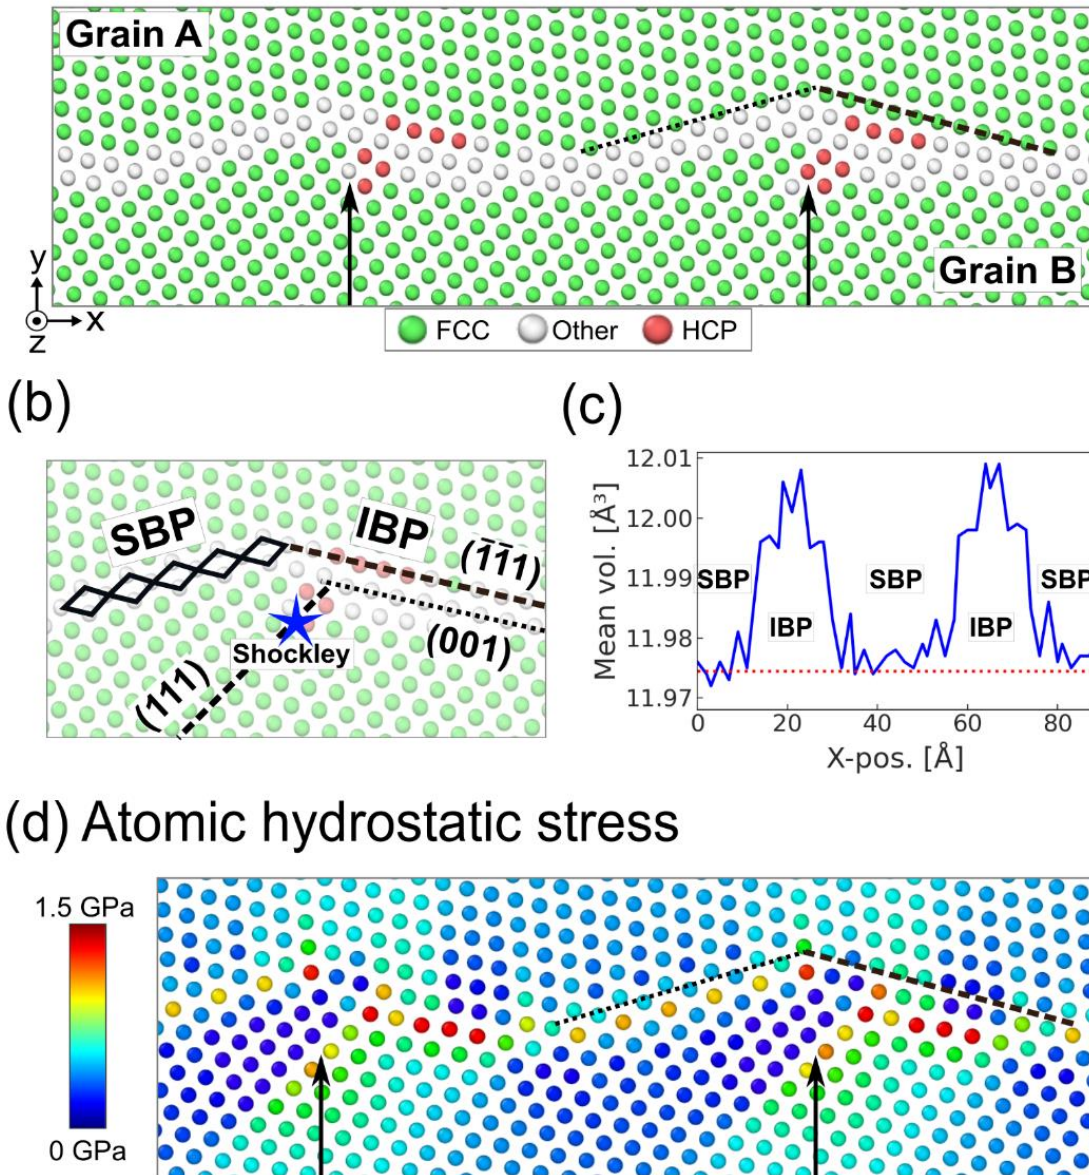 Grain A
Grain B
y
x
z
FCC Other HCP
(b)
(c)
SBP
IBP
(1̅1̅1)
(001)
Shockley
(111)
Mean vol. [Å³]
12.01
12.00
11.99
11.98
11.97
SBP
SBP
SBP
IBP
IBP
0 20 40 60 80
X-pos. [Å]
(d) Atomic hydrostatic stress
1.5 GPa
0 GPa